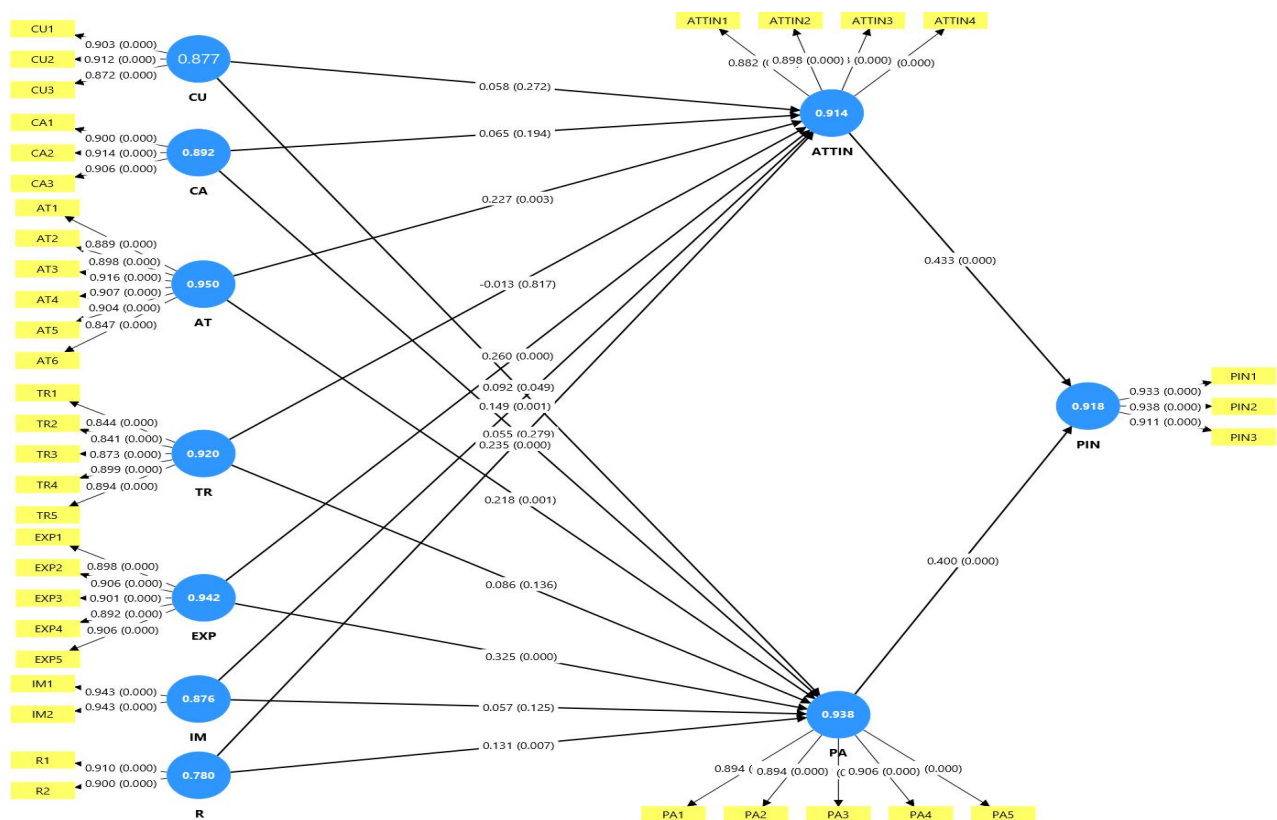 CU1
CU2
CU3
0.903 (0.000)
0.912 (0.000)
0.872 (0.000)
0.877
CU
CA1
CA2
CA3
0.900 (0.000)
0.914 (0.000)
0.906 (0.000)
0.892
CA
AT1
AT2
AT3
AT4
AT5
AT6
0.889 (0.000)
0.898 (0.000)
0.916 (0.000)
0.907 (0.000)
0.904 (0.000)
0.847 (0.000)
0.950
AT
TR1
TR2
TR3
TR4
TR5
0.844 (0.000)
0.841 (0.000)
0.873 (0.000)
0.899 (0.000)
0.894 (0.000)
0.920
TR
EXP1
EXP2
EXP3
EXP4
EXP5
0.898 (0.000)
0.906 (0.000)
0.901 (0.000)
0.892 (0.000)
0.906 (0.000)
0.942
EXP
IM1
IM2
0.943 (0.000)
0.943 (0.000)
0.876
IM
R1
R2
0.910 (0.000)
0.900 (0.000)
0.780
R
0.058 (0.272)
0.065 (0.194)
0.227 (0.003)
-0.013 (0.817)
0.260 (0.000)
0.092 (0.049)
0.149 (0.001)
0.055 (0.279)
0.235 (0.000)
0.218 (0.001)
0.086 (0.136)
0.325 (0.000)
0.057 (0.125)
0.131 (0.007)
ATTIN1
ATTIN2
ATTIN3
ATTIN4
0.882 (
0.898 (0.000)
(0.000)
(0.000)
0.914
ATTIN
0.433 (0.000)
0.400 (0.000)
0.918
PIN
0.933 (0.000)
0.938 (0.000)
0.911 (0.000)
PIN1
PIN2
PIN3
0.938
PA
0.894 (
0.894 (0.000)
0.906 (0.000)
(0.000)
PA1
PA2
PA3
PA4
PA5